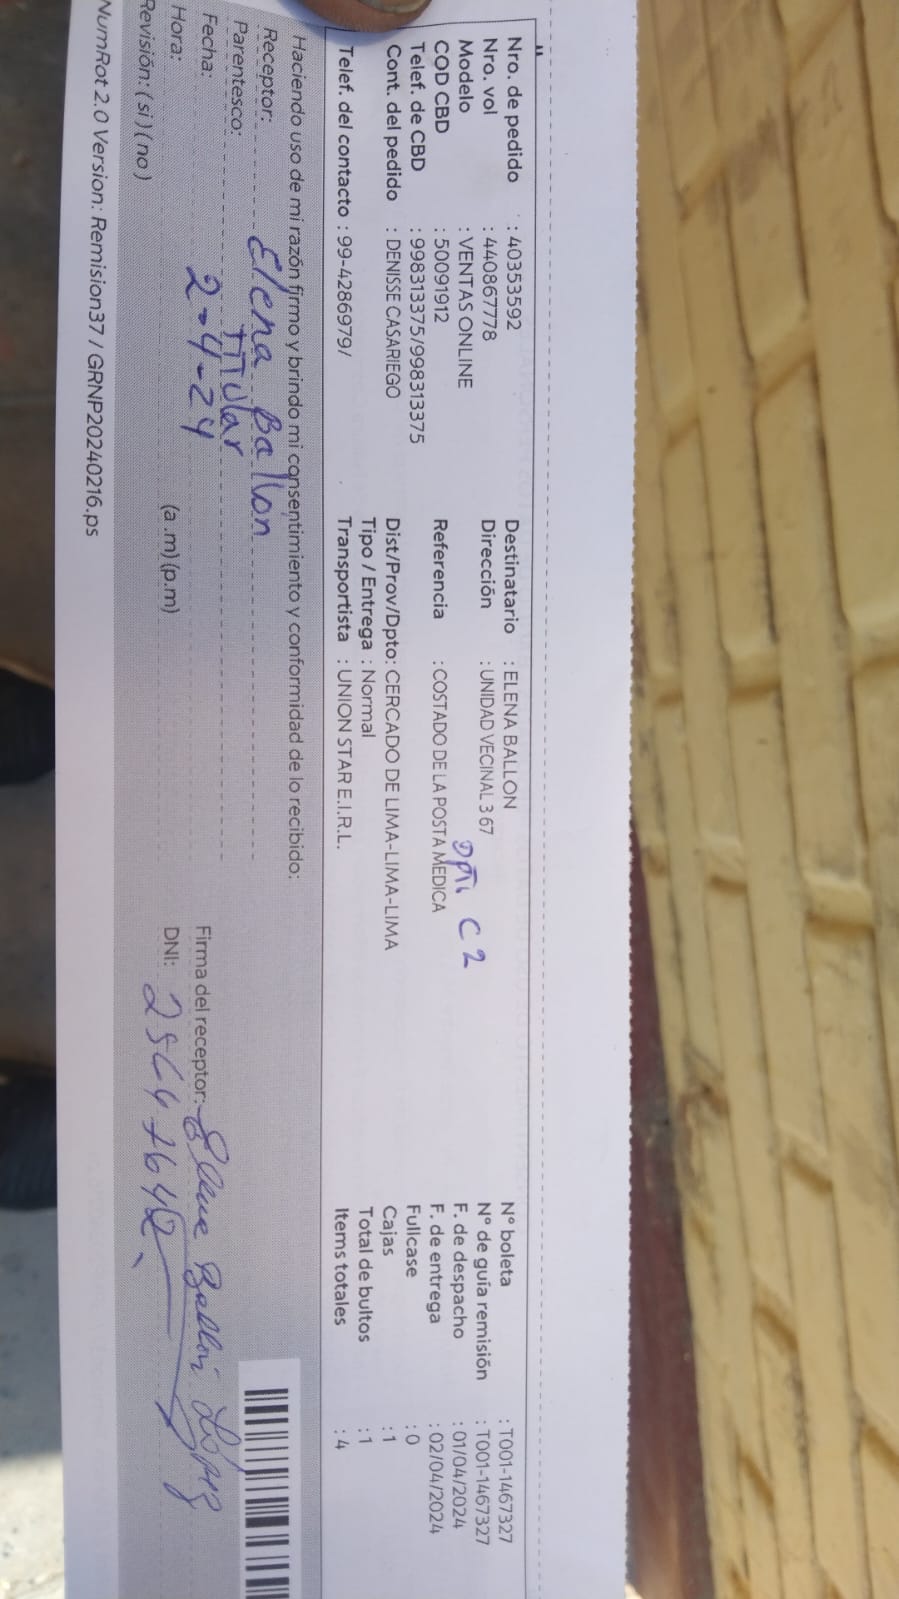 Nro. de pedido : 40353592
Nro. vol : 440867778
Modelo : VENTAS ONLINE
COD CBD : 50091912
Telef. de CBD : 998313375/998313375
Cont. del pedido : DENISSE CASARIEGO
Telef. del contacto : 99-4286979/
Destinatario : ELENA BALLON
Dirección : UNIDAD VECINAL 3 67
Dpti C2
Referencia : COSTADO DE LA POSTA MEDICA
Dist/Prov/Dpto: CERCADO DE LIMA-LIMA-LIMA
Tipo / Entrega : Normal
Transportista : UNION STAR E.I.R.L.
N° boleta : T001-1467327
N° de guía remisión : T001-1467327
F. de despacho : 01/04/2024
F. de entrega : 02/04/2024
Fullcase : 0
Cajas : 1
Total de bultos : 1
Items totales : 4
Haciendo uso de mi razón firmo y brindo mi consentimiento y conformidad de lo recibido:
Receptor: Elena Ballon
Parentesco: Titular
Fecha: 2-4-24
Hora: (a .m) (p.m)
Revisión: ( si ) ( no )
Firma del receptor: Elena Ballon López
DNI:
NumRot 2.0 Version: Remision37 / GRNP20240216.ps